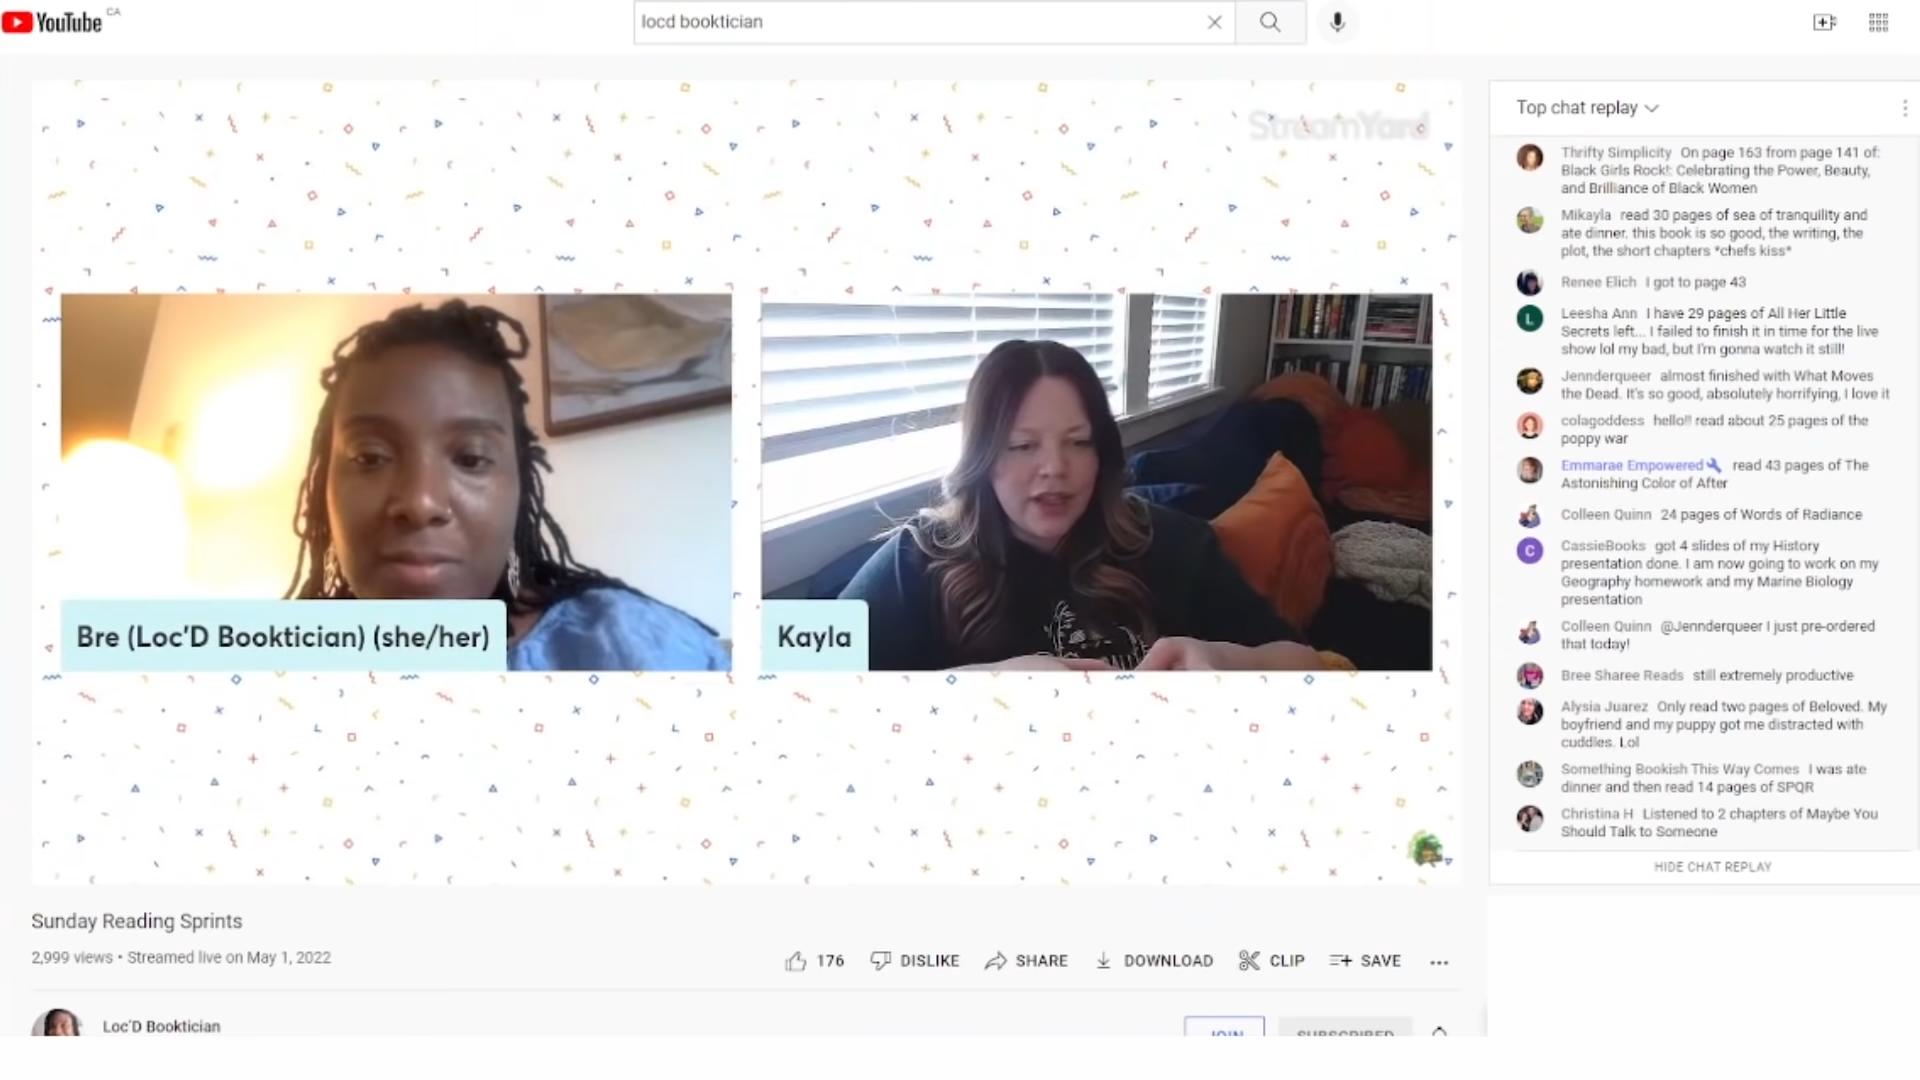 YouTube CA
locd booktician
StreamYard
Bre (Loc'D Booktician) (she/her)
Kayla
Top chat replay
Thrifty Simplicity On page 163 from page 141 of:
Black Girls Rock!: Celebrating the Power, Beauty,
and Brilliance of Black Women
Mikayla read 30 pages of sea of tranquility and
ate dinner. this book is so good, the writing, the
plot, the short chapters *chefs kiss*
Renee Elich I got to page 43
L
Leesha Ann I have 29 pages of All Her Little
Secrets left... I failed to finish it in time for the live
show lol my bad, but I'm gonna watch it still!
Jennderqueer almost finished with What Moves
the Dead. It's so good, absolutely horrifying, I love it
colagoddess hello!! read about 25 pages of the
poppy war
Emmarae Empowered read 43 pages of The
Astonishing Color of After
Colleen Quinn 24 pages of Words of Radiance
C
CassieBooks got 4 slides of my History
presentation done. I am now going to work on my
Geography homework and my Marine Biology
presentation
Colleen Quinn @Jennderqueer I just pre-ordered
that today!
Bree Sharee Reads still extremely productive
Alysia Juarez Only read two pages of Beloved. My
boyfriend and my puppy got me distracted with
cuddles. Lol
Something Bookish This Way Comes I was ate
dinner and then read 14 pages of SPQR
Christina H Listened to 2 chapters of Maybe You
Should Talk to Someone
HIDE CHAT REPLAY
Sunday Reading Sprints
2,999 views • Streamed live on May 1, 2022
176 DISLIKE SHARE DOWNLOAD CLIP SAVE
Loc'D Booktician
JOIN SUBSCRIBED